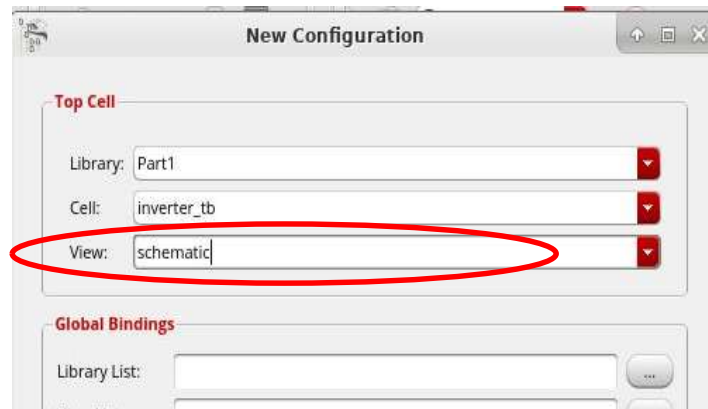 New Configuration
Top Cell
Library: Part1
Cell: inverter_tb
View: schematic
Global Bindings
Library List:
...